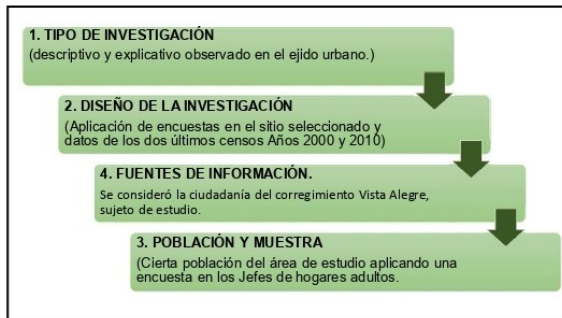 1. TIPO DE INVESTIGACIÓN
(descriptivo y explicativo observado en el ejido urbano.)
2. DISEÑO DE LA INVESTIGACIÓN
(Aplicación de encuestas en el sitio seleccionado y
datos de los dos últimos censos Años 2000 y 2010)
4. FUENTES DE INFORMACIÓN.
Se consideró la ciudadanía del corregimiento Vista Alegre,
sujeto de estudio.
3. POBLACIÓN Y MUESTRA
(Cierta población del área de estudio aplicando una
encuesta en los Jefes de hogares adultos.